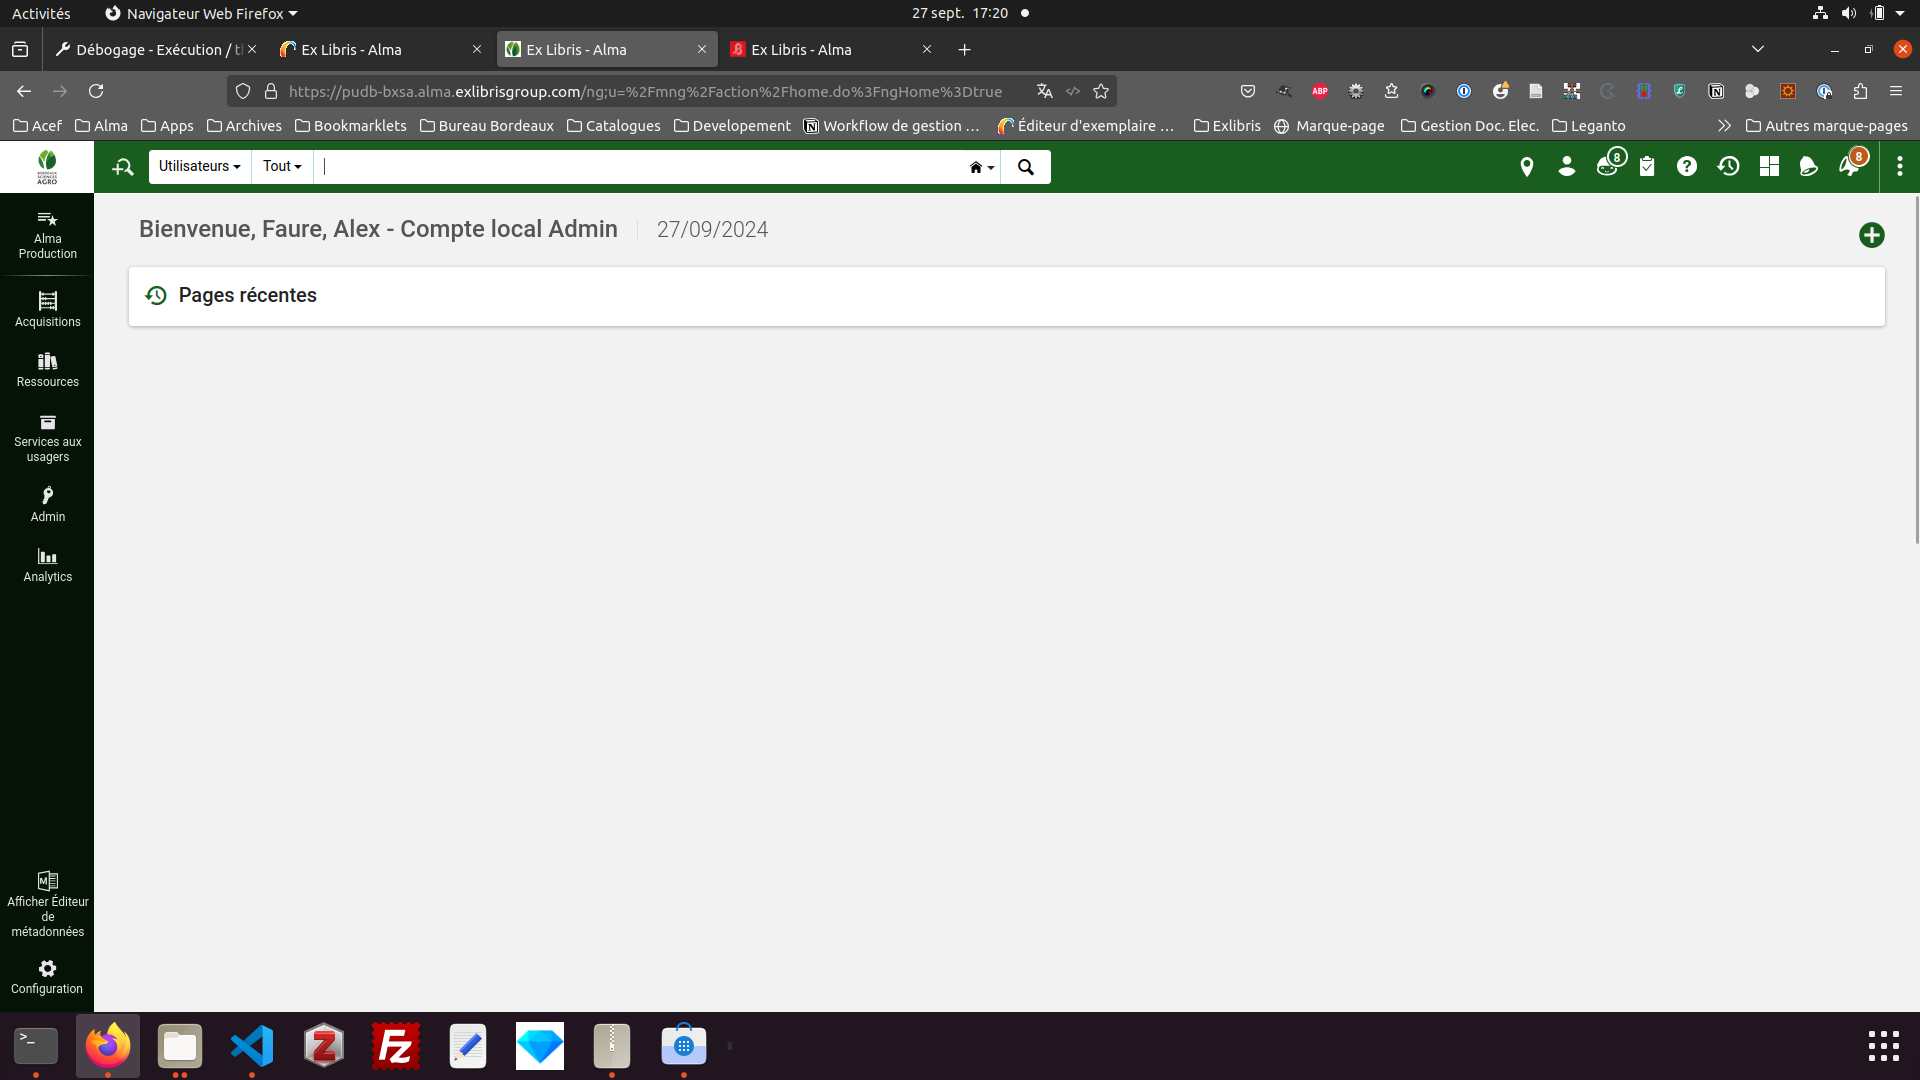 Activités
Navigateur Web Firefox
27 sept. 17:20
Débogage - Exécution / t
Ex Libris - Alma
Ex Libris - Alma
Ex Libris - Alma
https://pudb-bxsa.alma.exlibrisgroup.com/ng;u=%2Fmng%2Faction%2Fhome.do%3FngHome%3Dtrue
ABP
Acef
Alma
Apps
Archives
Bookmarklets
Bureau Bordeaux
Catalogues
Developement
Workflow de gestion …
Éditeur d'exemplaire …
Exlibris
Marque-page
Gestion Doc. Elec.
Leganto
Autres marque-pages
BORDEAUX
SCIENCES
AGRO
Utilisateurs
Tout
8
8
Bienvenue, Faure, Alex - Compte local Admin
27/09/2024
Pages récentes
Alma
Production
Acquisitions
Ressources
Services aux
usagers
Admin
Analytics
Afficher Éditeur
de
métadonnées
Configuration